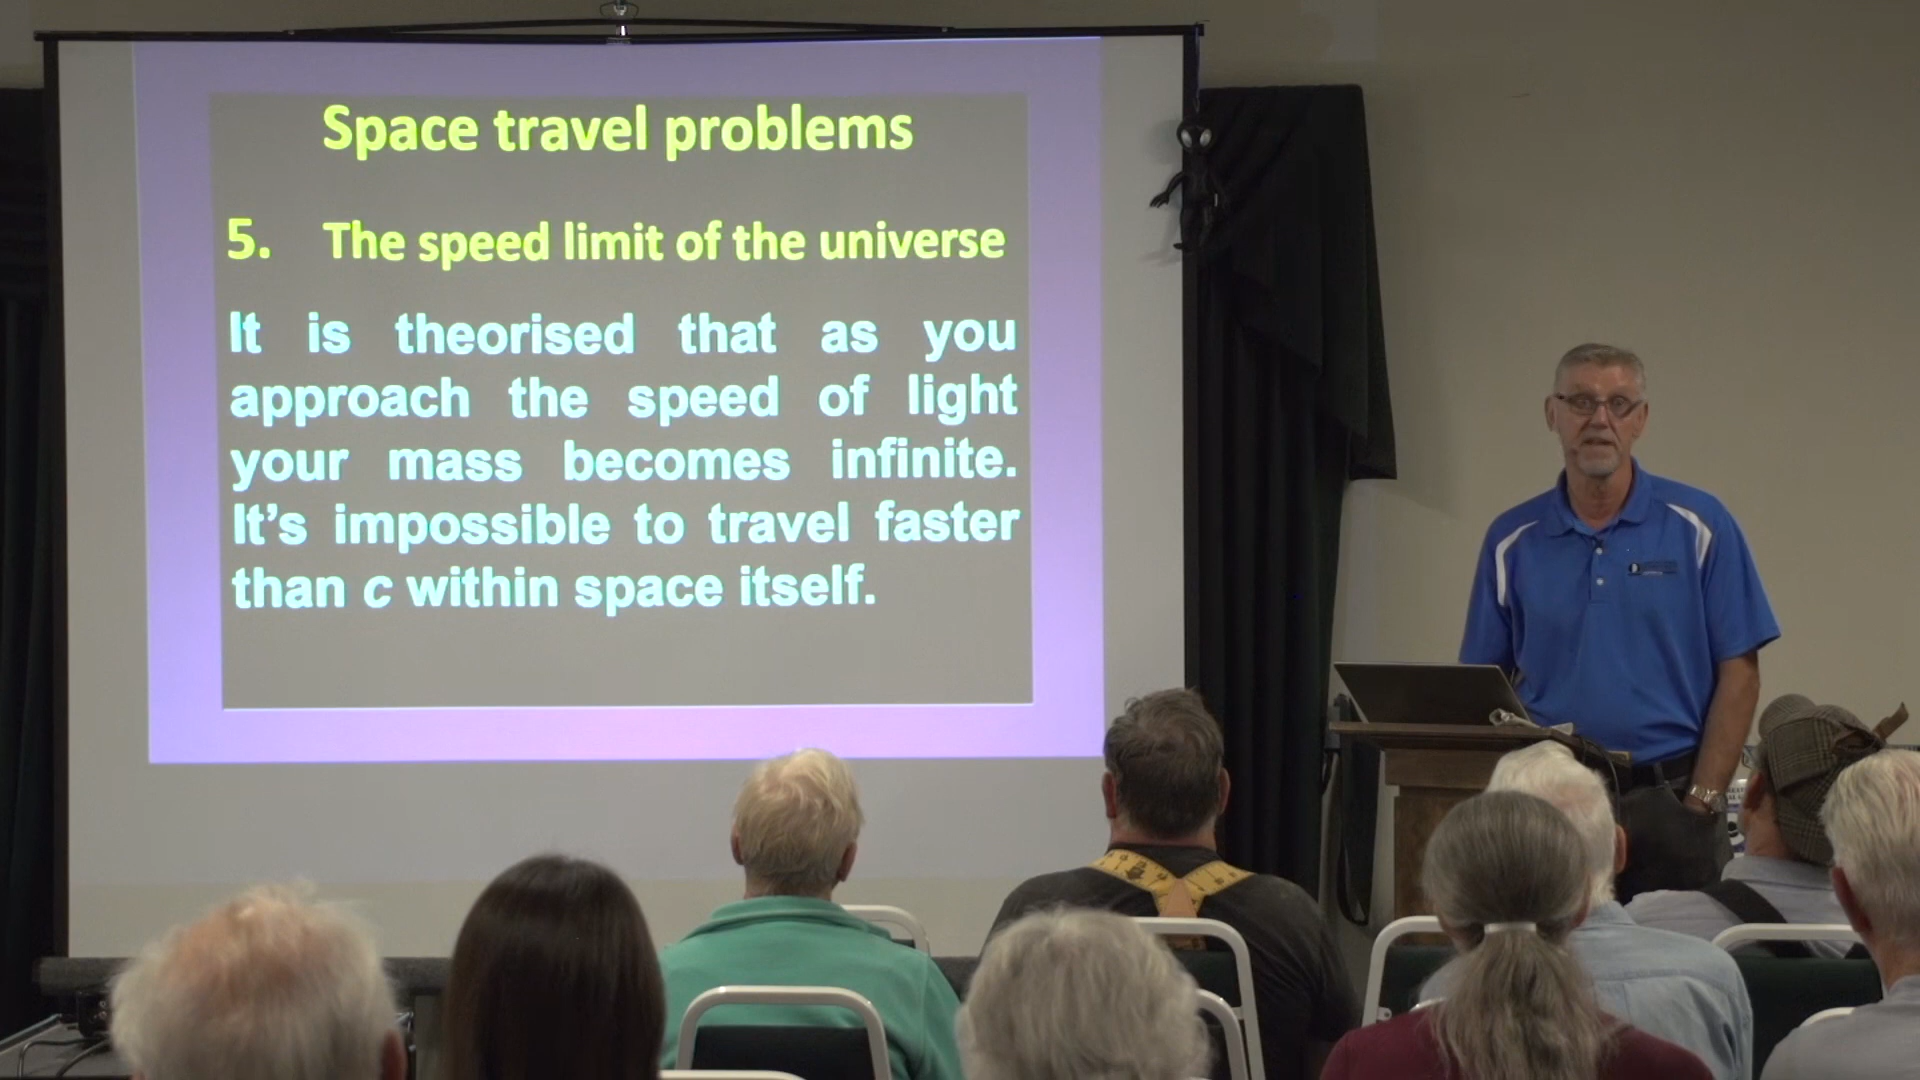 Space travel problems
5. The speed limit of the universe
It is theorised that as you
approach the speed of light
your mass becomes infinite.
It's impossible to travel faster
than c within space itself.